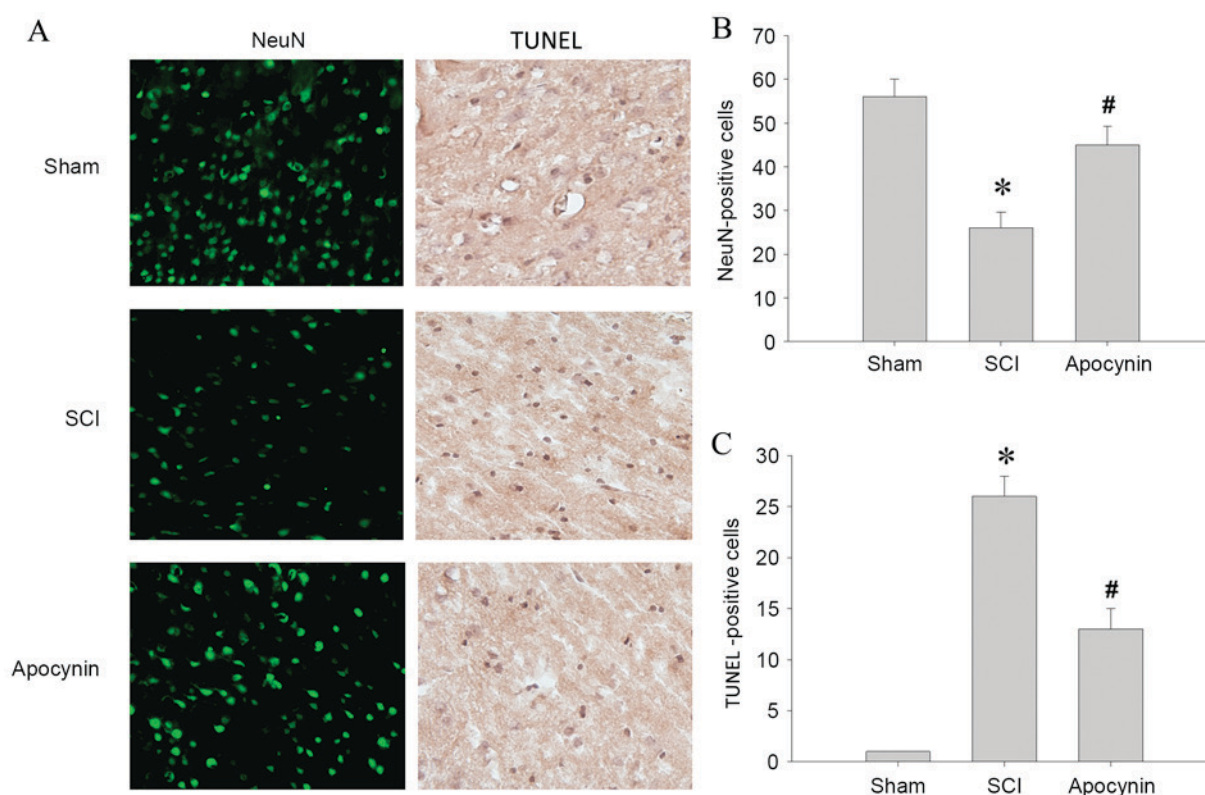 A
NeuN
TUNEL
Sham
SCI
Apocynin
B
NeuN-positive cells
70
60
50
40
30
20
10
0
*
#
Sham
SCI
Apocynin
C
TUNEL -positive cells
30
25
20
15
10
5
0
*
#
Sham
SCI
Apocynin